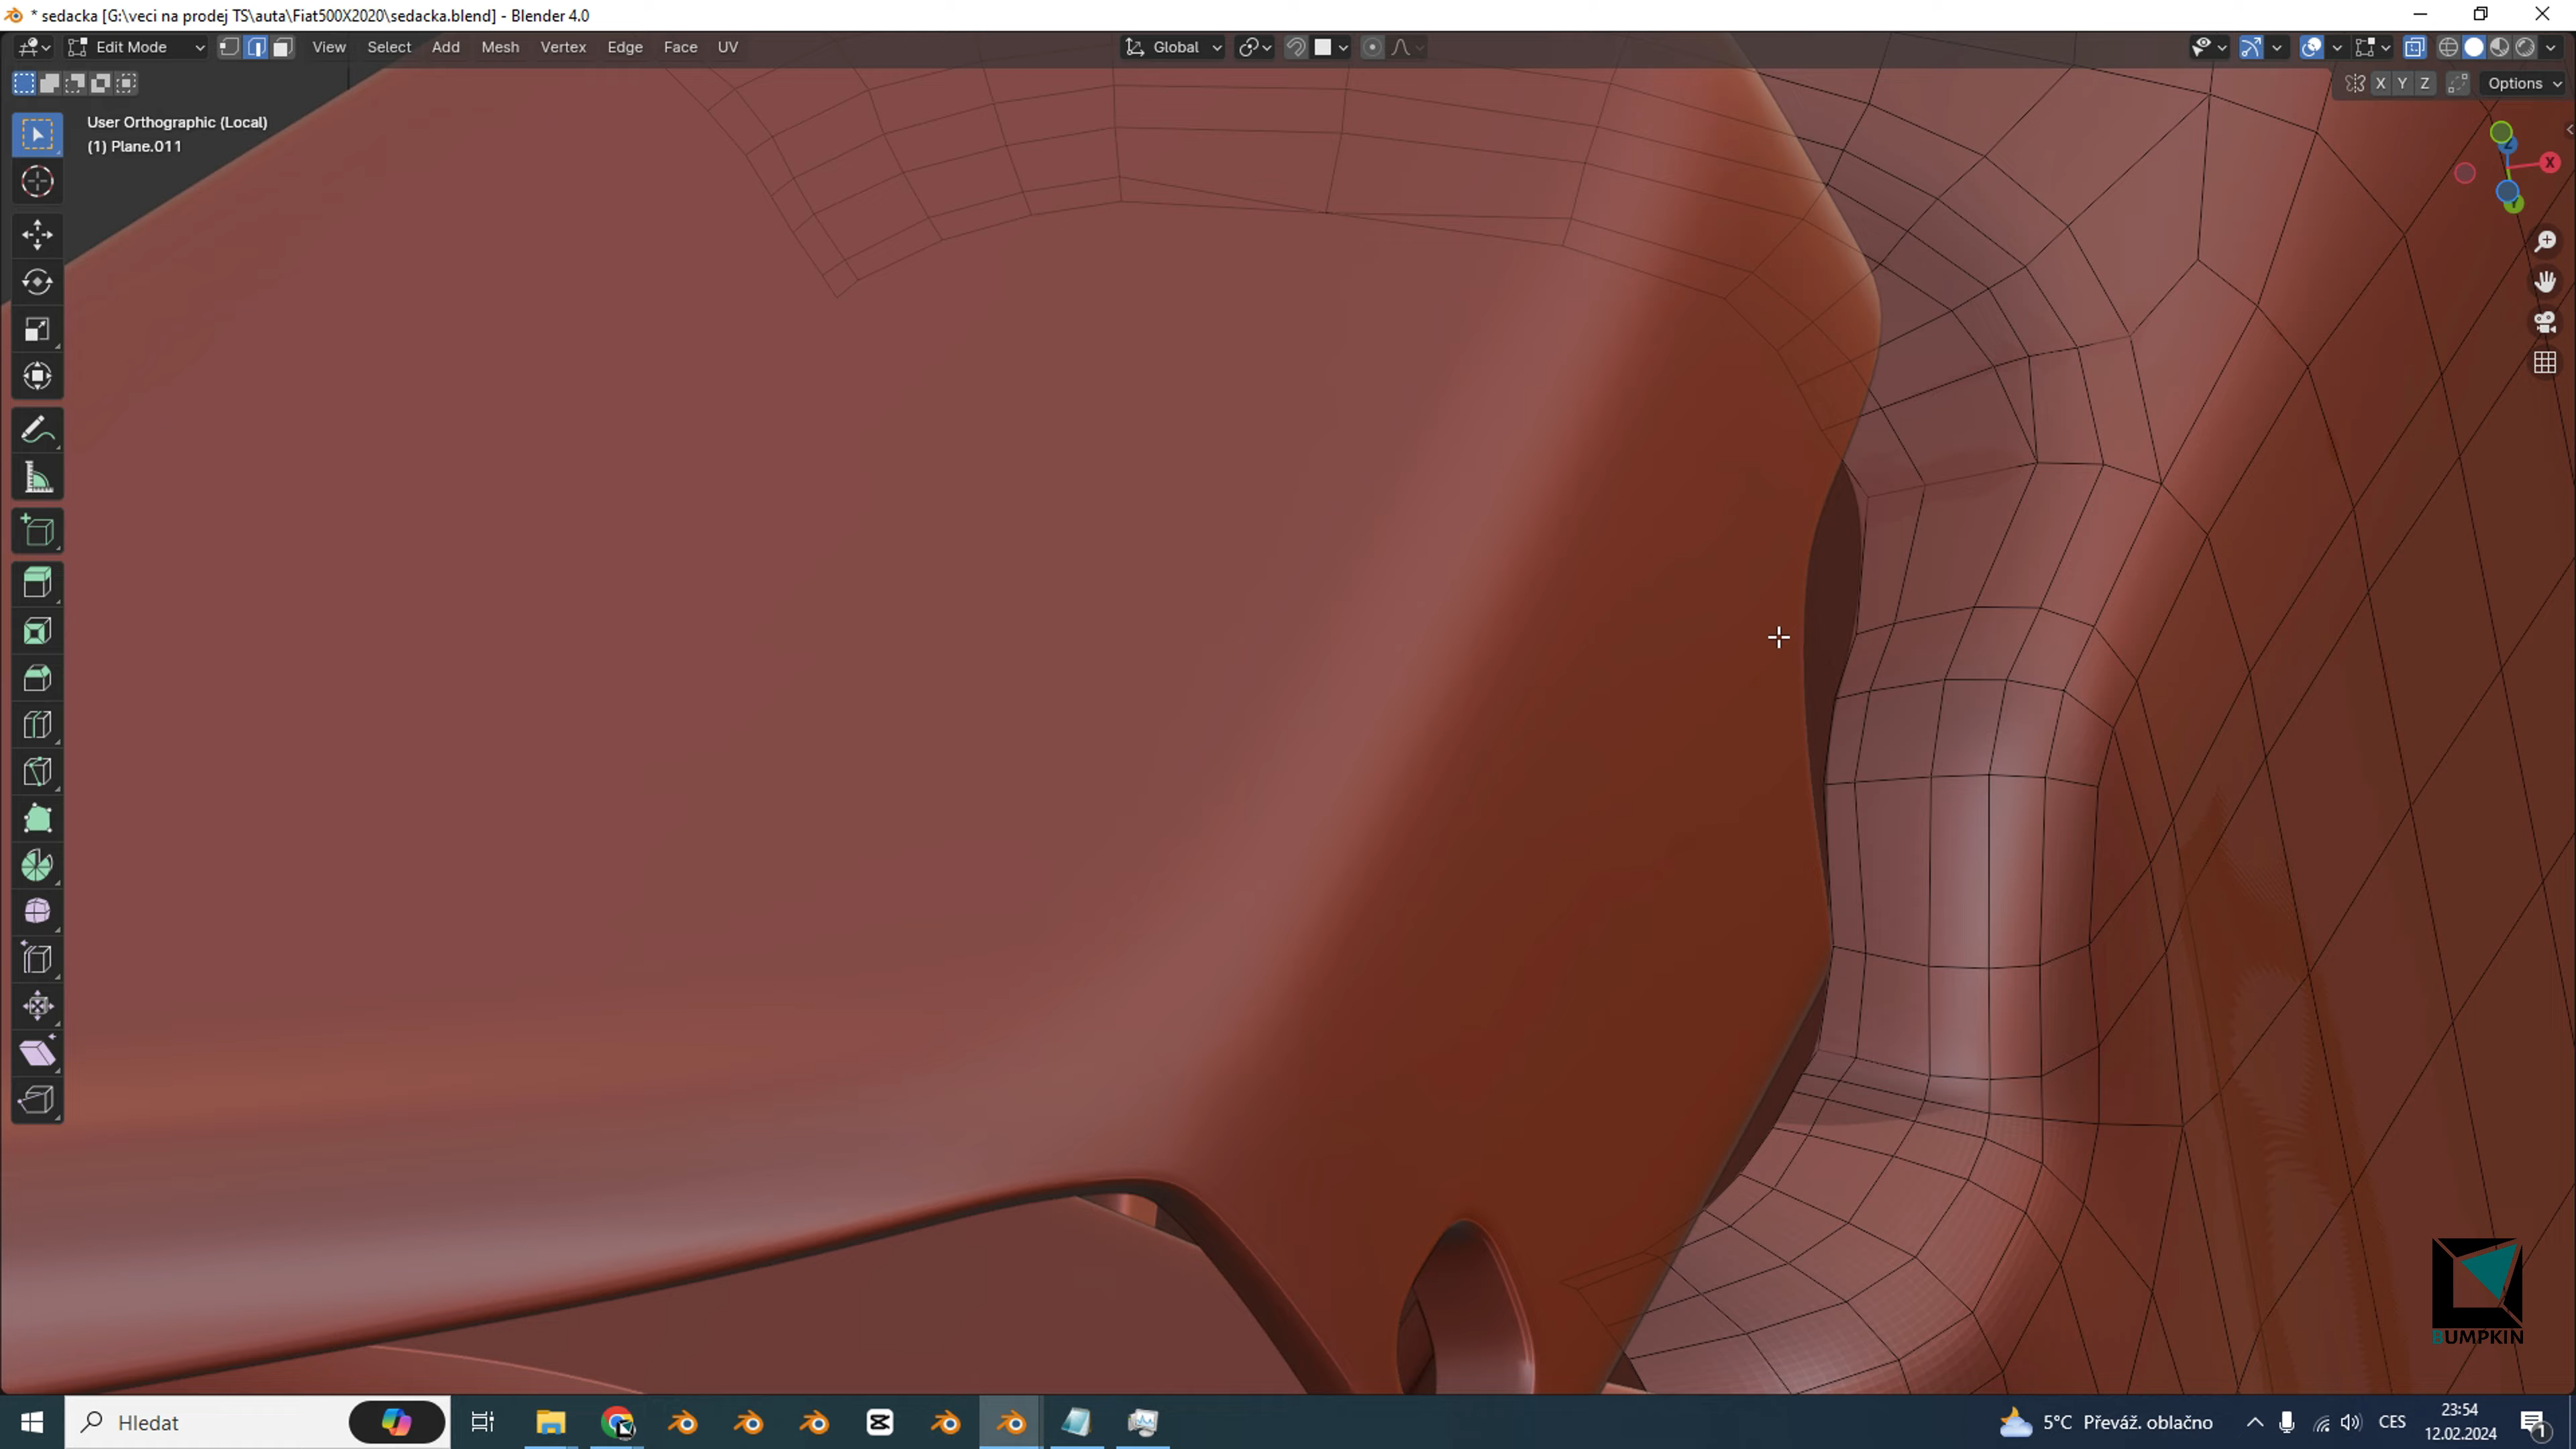 * sedacka [G:\veci na prodej TS\auta\Fiat500X2020\sedacka.blend] - Blender 4.0
Edit Mode View Select Add Mesh Vertex Edge Face UV Global
X Y Z Options
User Orthographic (Local)
(1) Plane.011
Z
X
Y
BUMPKIN
Hledat
5°C Převáž. oblačno
CES
23:54
12.02.2024
1